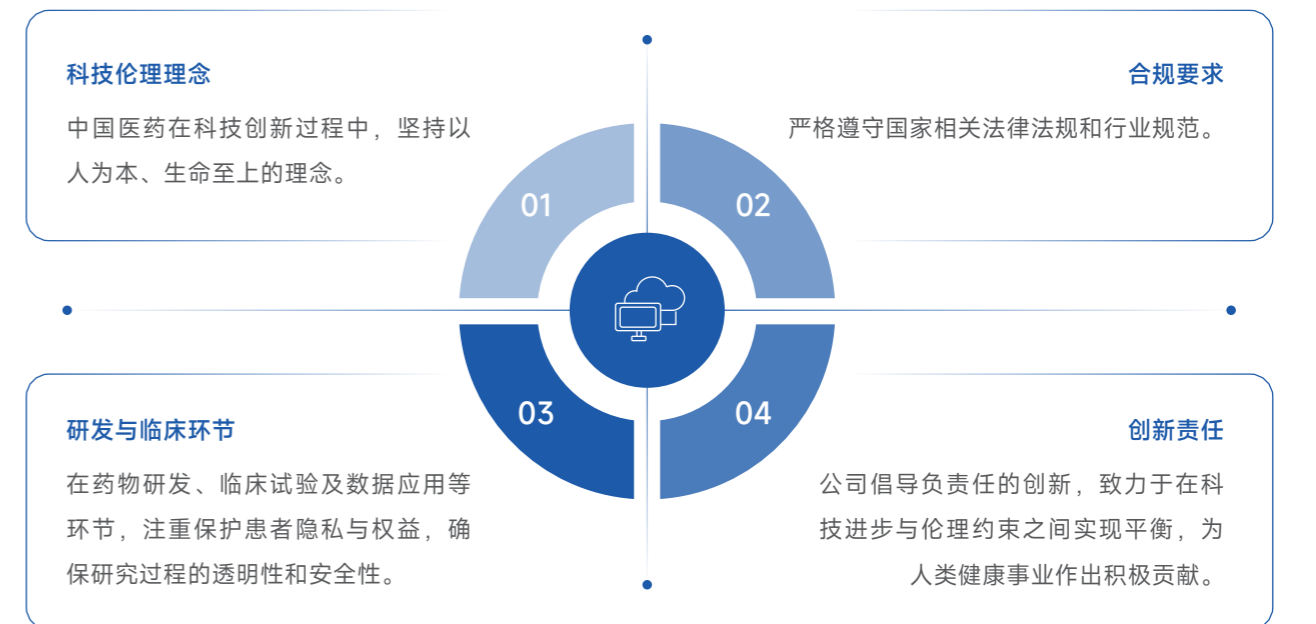 科技伦理理念
中国医药在科技创新过程中，坚持以
人为本、生命至上的理念。
01
合规要求
严格遵守国家相关法律法规和行业规范。
02
研发与临床环节
在药物研发、临床试验及数据应用等
环节，注重保护患者隐私与权益，确
保研究过程的透明性和安全性。
03
创新责任
公司倡导负责任的创新，致力于在科
技进步与伦理约束之间实现平衡，为
人类健康事业作出积极贡献。
04